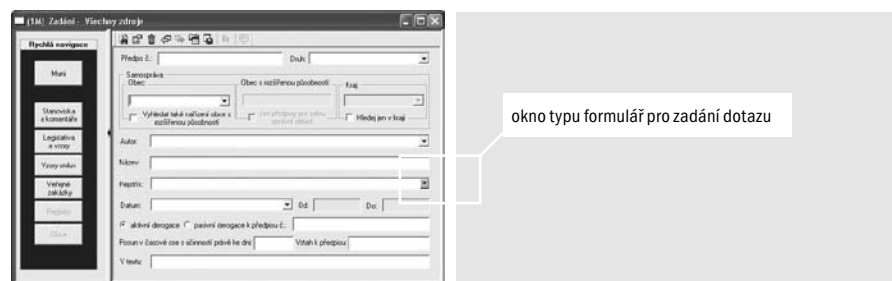 (1M) Zadání - Všechny zdroje
Rychlá navigace
Muni
Stanoviska
a komentáře
Legislativa
a vzory
Vzory smluv
Veřejné
zakázky
Registry
Obce
Předpis č.:
Druh:
Samospráva
Obec
Obec s rozšířenou působností
Kraj
Vyhledat také nařízení obce s
rozšířenou působností
Hledej jen v kraji
Autor:
Název:
Rejstřík:
Datum:
Od:
Do:
aktivní derogace
pasivní derogace k předpisu č.:
Posun v časové ose s účinností právě ke dni
Vztah k předpisu
V textu:
okno typu formulář pro zadání dotazu